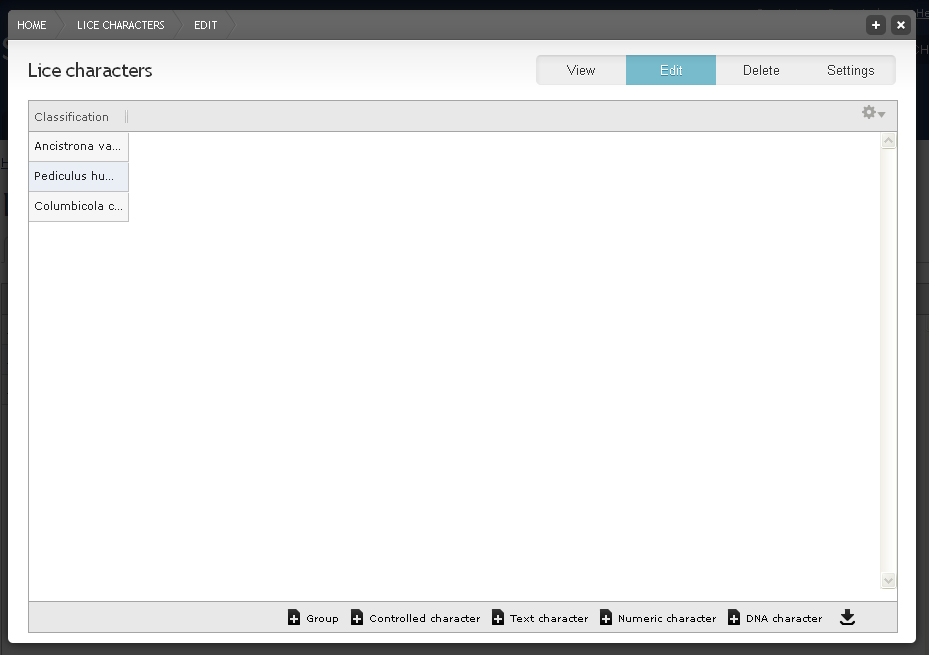 HOME LICE CHARACTERS EDIT
Lice characters
View Edit Delete Settings
Classification
Ancistrona va...
Pediculus hu...
Columbicola c...
Group Controlled character Text character Numeric character DNA character